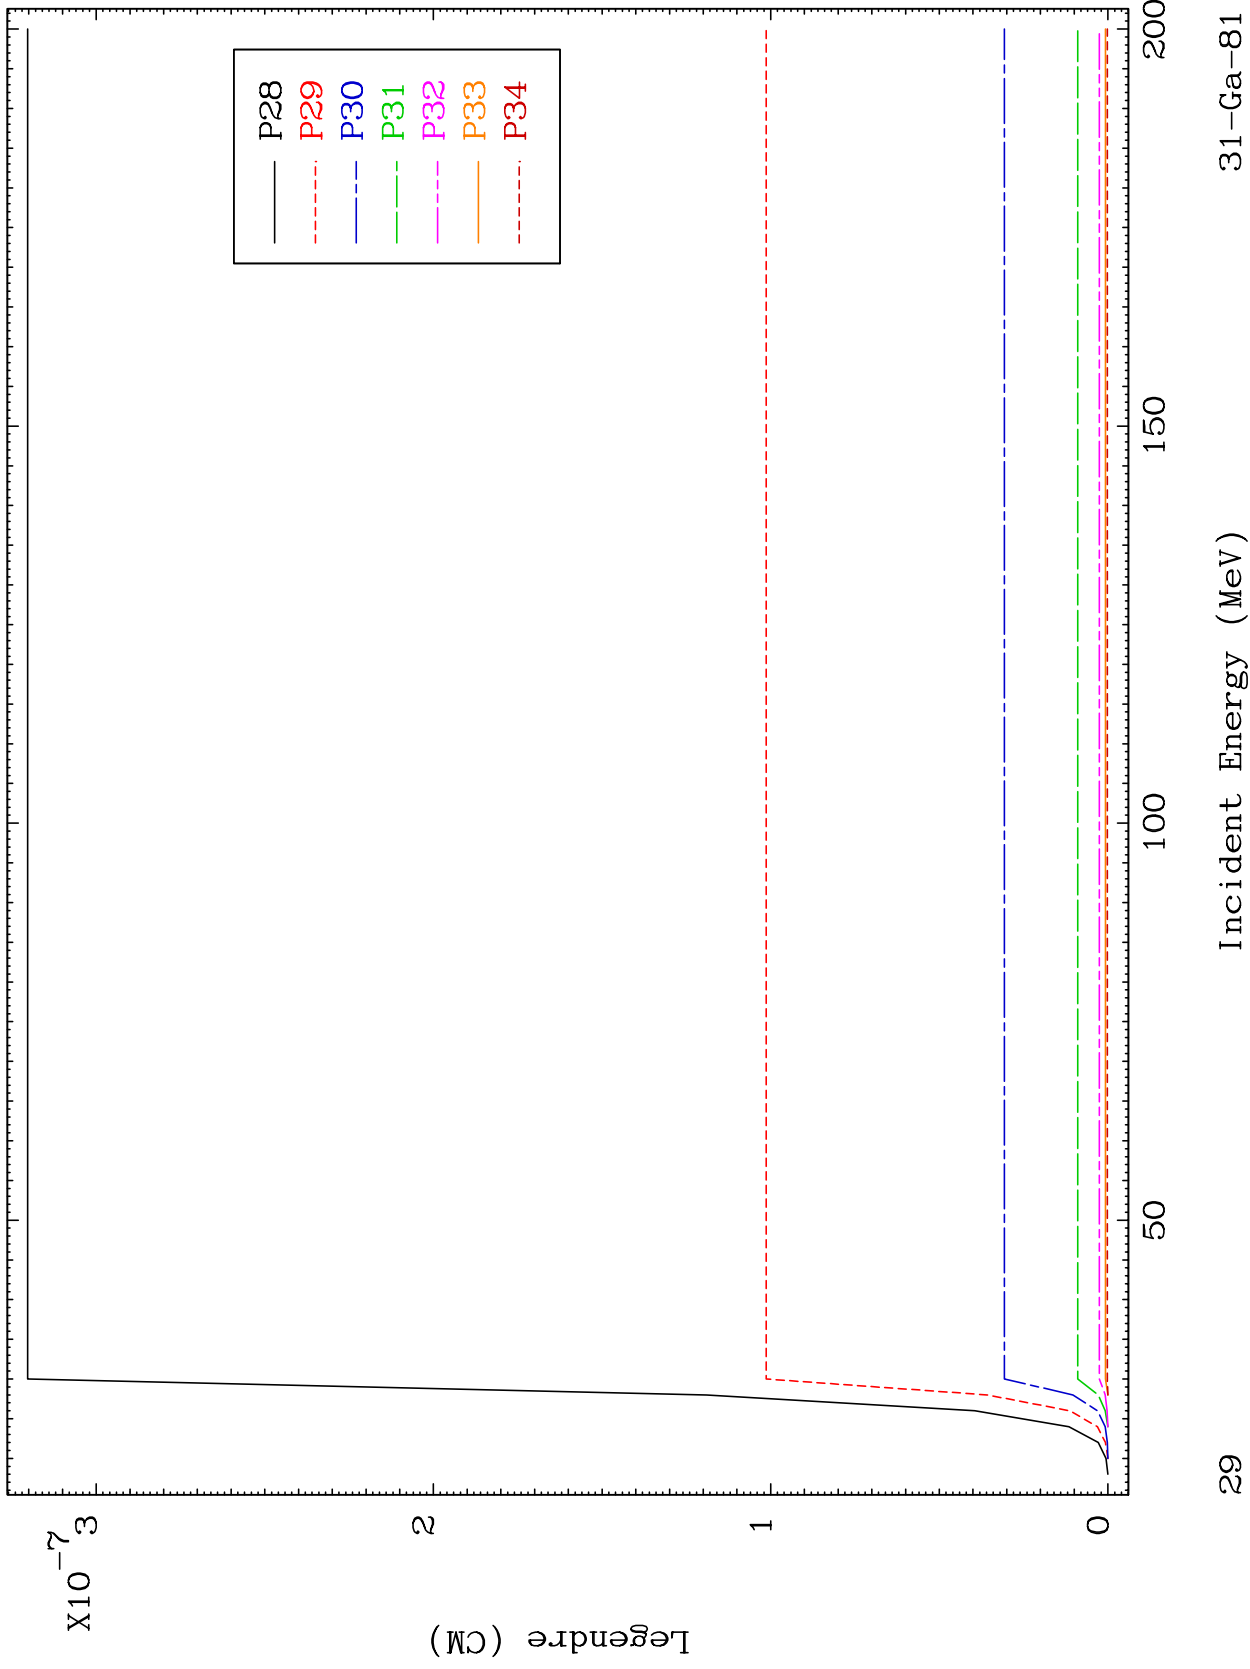 X10⁻⁷
3
2
1
0
Legendre (CM)
P28
P29
P30
P31
P32
P33
P34
50
100
150
200
Incident Energy (MeV)
29
31-Ga-81